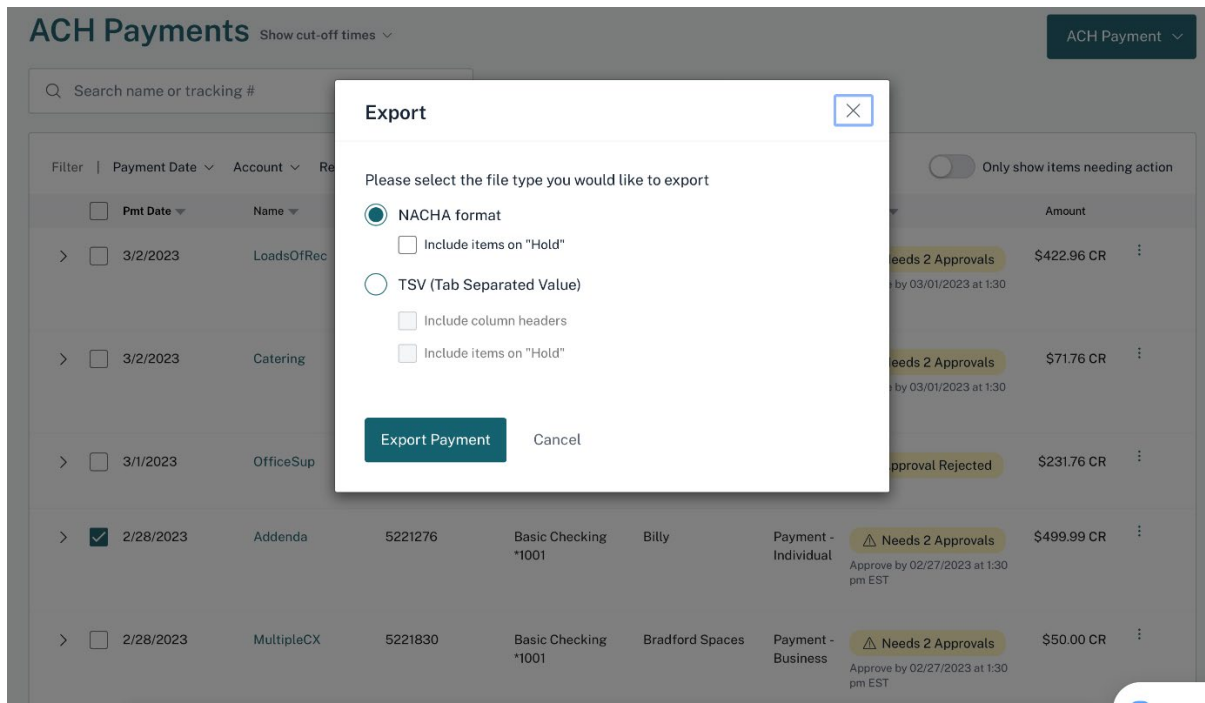 ACH Payments Show cut-off times
ACH Payment
Search name or tracking #
Export
Please select the file type you would like to export
NACHA format
Include items on "Hold"
TSV (Tab Separated Value)
Include column headers
Include items on "Hold"
Export Payment Cancel
Filter | Payment Date Account Only show items needing action
Pmt Date Name Amount
3/2/2023 LoadsOfRec 2 Approvals $422.96 CR
by 03/01/2023 at 1:30
3/2/2023 Catering 2 Approvals $71.76 CR
by 03/01/2023 at 1:30
3/1/2023 OfficeSup Rejected $231.76 CR
2/28/2023 Addenda 5221276 Basic Checking Billy Payment - Needs 2 Approvals $499.99 CR
*1001 Individual Approve by 02/27/2023 at 1:30
pm EST
2/28/2023 MultipleCX 5221830 Basic Checking Bradford Spaces Payment - Needs 2 Approvals $50.00 CR
*1001 Business Approve by 02/27/2023 at 1:30
pm EST